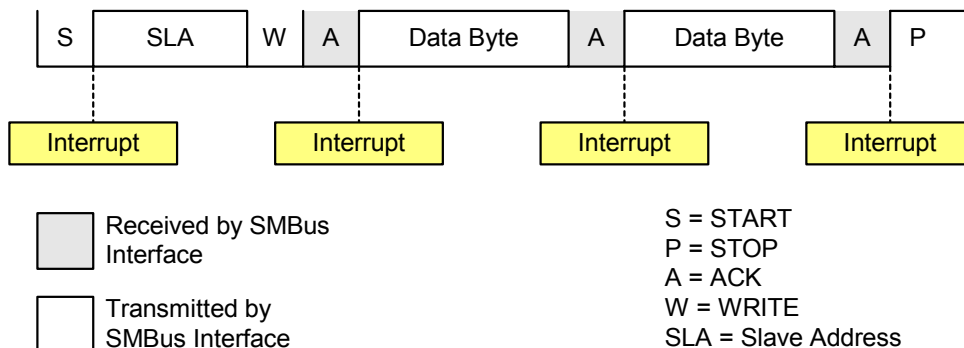 S SLA W A Data Byte A Data Byte A P
Interrupt Interrupt Interrupt Interrupt
Received by SMBus
Interface
Transmitted by
SMBus Interface
S = START
P = STOP
A = ACK
W = WRITE
SLA = Slave Address